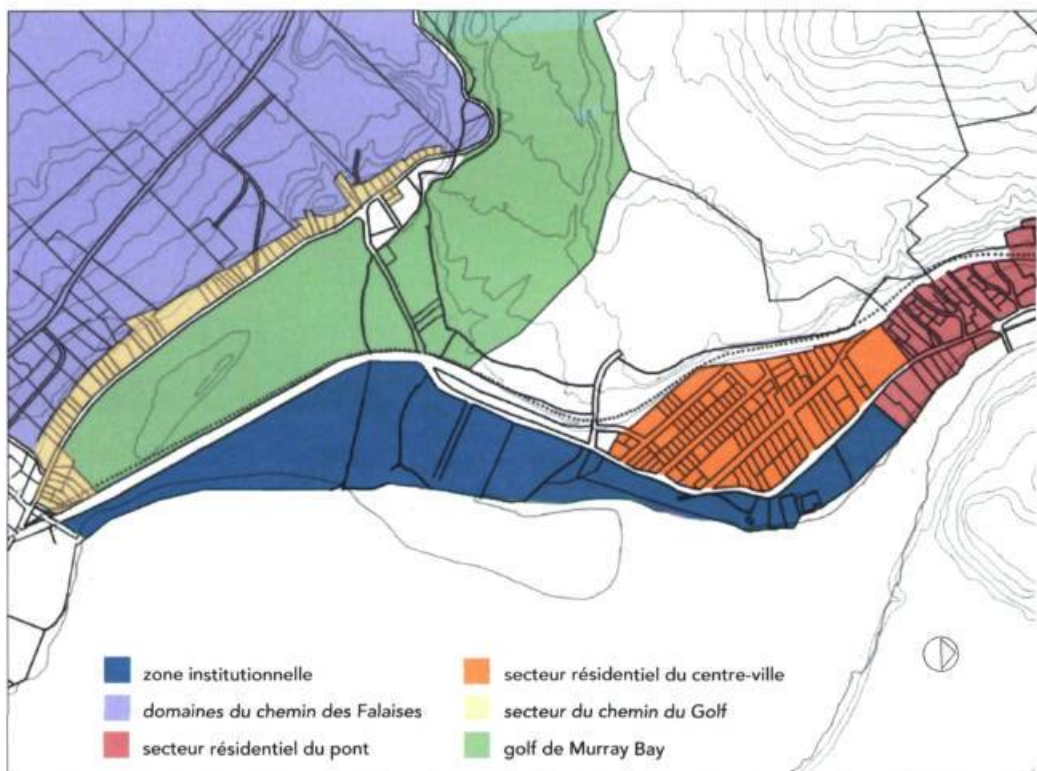 zone institutionnelle
domaines du chemin des Falaises
secteur résidentiel du pont
secteur résidentiel du centre-ville
secteur du chemin du Golf
golf de Murray Bay